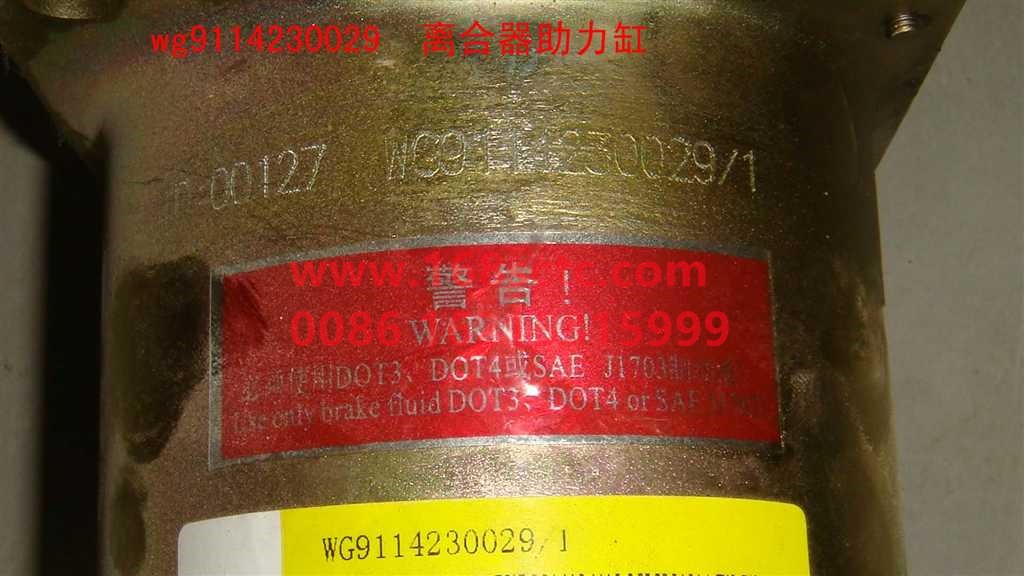 wg9114230029 离合器助力缸
00127 WG9114230029/1
警告!
WARNING!
DOT3、DOT4或SAE J1703
Use only brake fluid DOT3、DOT4 or SAE
WG9114230029/1